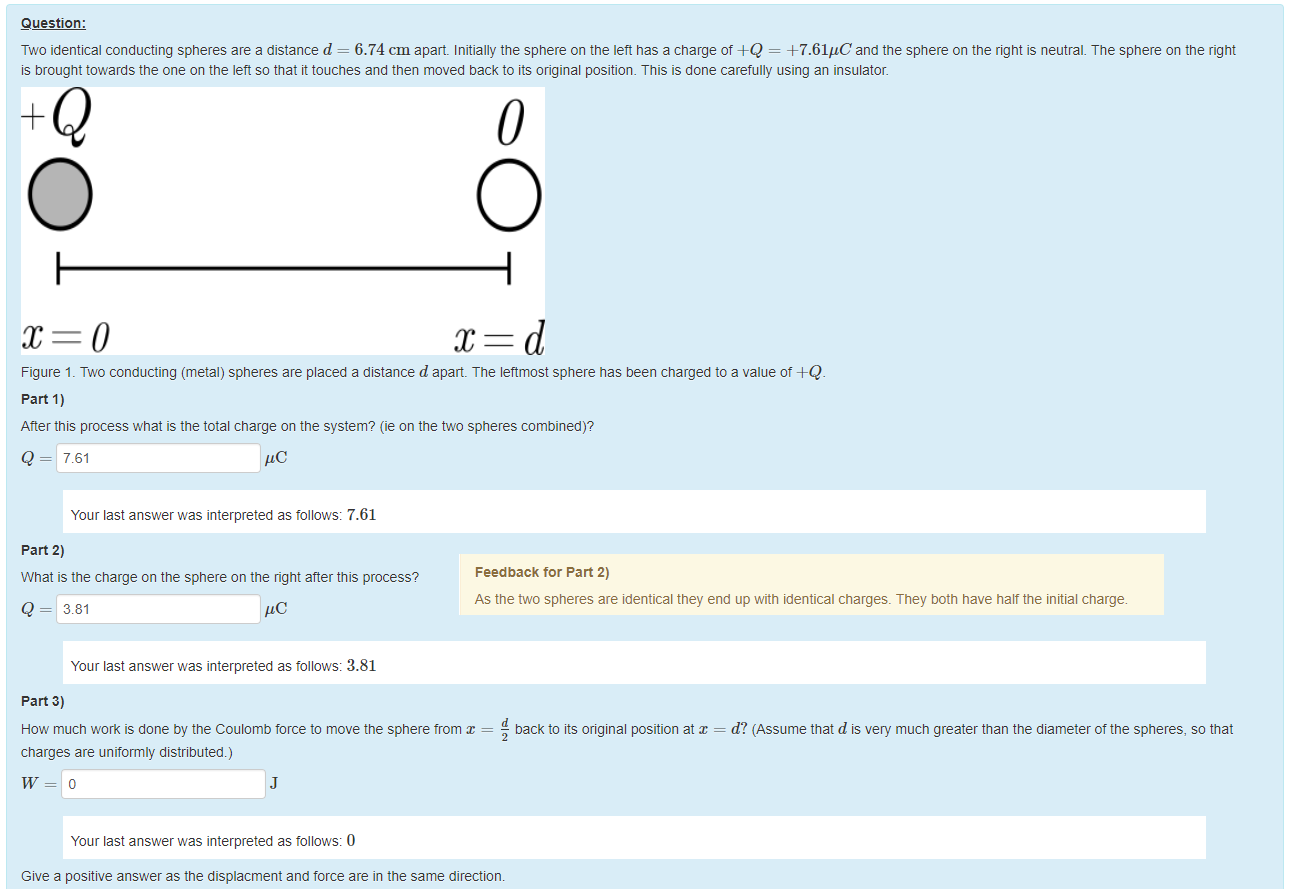 Question:
Two identical conducting spheres are a distance d = 6.74 cm apart. Initially the sphere on the left has a charge of +Q = +7.61μC and the sphere on the right is neutral. The sphere on the right
is brought towards the one on the left so that it touches and then moved back to its original position. This is done carefully using an insulator.
+Q 0
x = 0 x = d
Figure 1. Two conducting (metal) spheres are placed a distance d apart. The leftmost sphere has been charged to a value of +Q.
Part 1)
After this process what is the total charge on the system? (ie on the two spheres combined)?
Q = 7.61 μC
Your last answer was interpreted as follows: 7.61
Part 2)
What is the charge on the sphere on the right after this process?
Q = 3.81 μC
Feedback for Part 2)
As the two spheres are identical they end up with identical charges. They both have half the initial charge.
Your last answer was interpreted as follows: 3.81
Part 3)
How much work is done by the Coulomb force to move the sphere from x = d/2 back to its original position at x = d? (Assume that d is very much greater than the diameter of the spheres, so that
charges are uniformly distributed.)
W = 0 J
Your last answer was interpreted as follows: 0
Give a positive answer as the displacment and force are in the same direction.